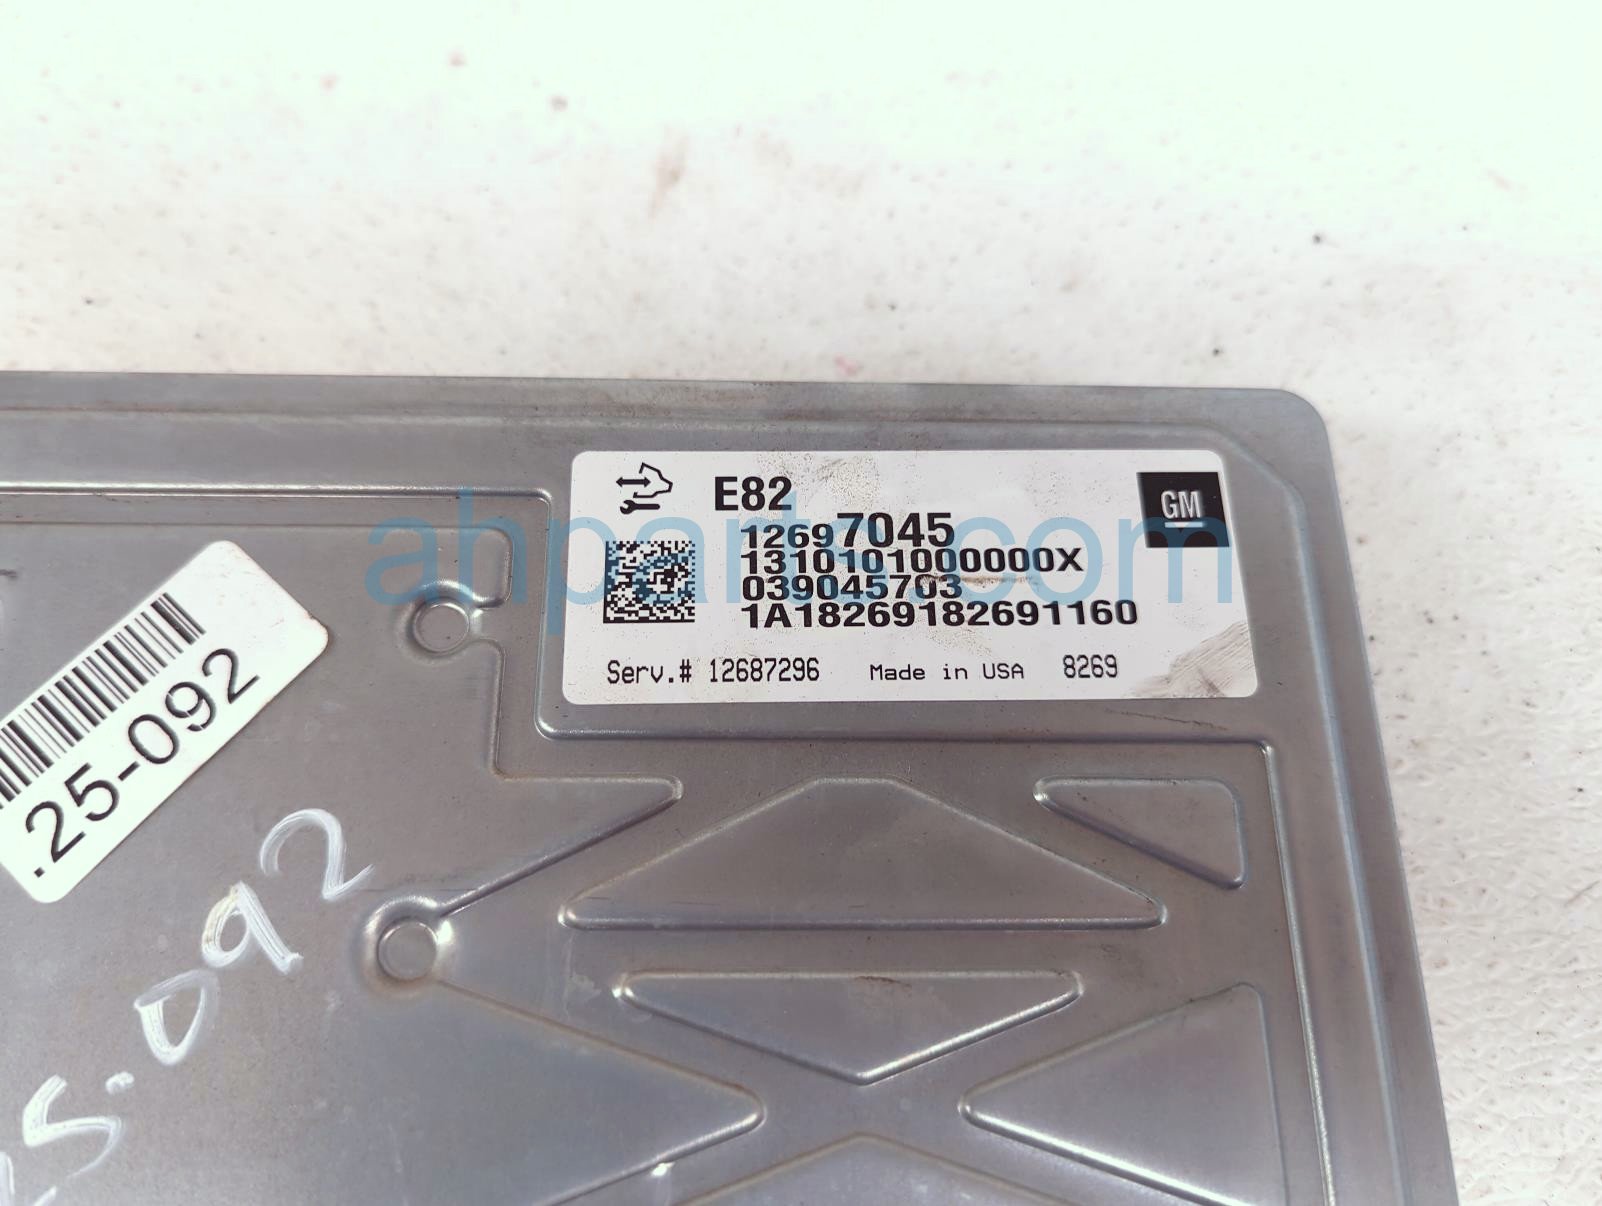 E82
GM
12697045
1310101000000X
039045703
1A18269182691160
Serv.# 12687296 Made in USA 8269
ahparts.com
.25-092
25.092